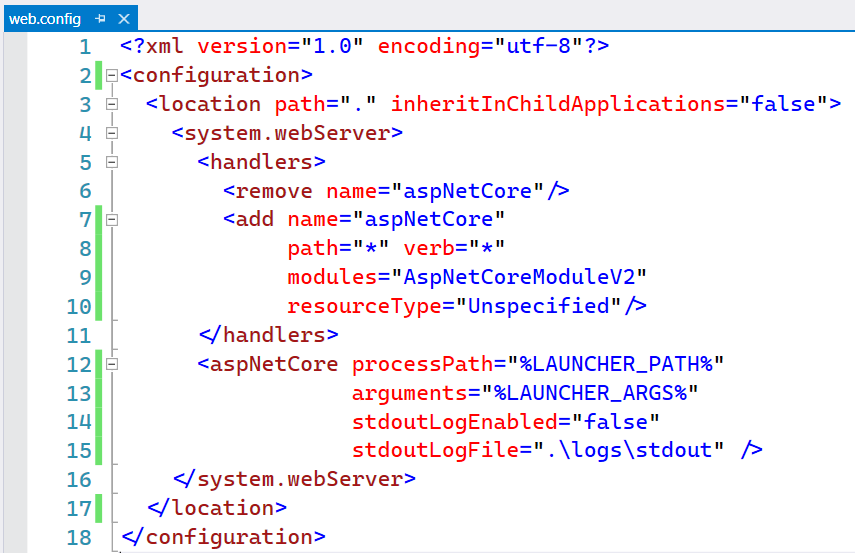 web.config
1 <?xml version="1.0" encoding="utf-8"?>
2 <configuration>
3   <location path="." inheritInChildApplications="false">
4     <system.webServer>
5       <handlers>
6         <remove name="aspNetCore"/>
7         <add name="aspNetCore"
8              path="*" verb="*"
9              modules="AspNetCoreModuleV2"
10              resourceType="Unspecified"/>
11       </handlers>
12       <aspNetCore processPath="%LAUNCHER_PATH%"
13                   arguments="%LAUNCHER_ARGS%"
14                   stdoutLogEnabled="false"
15                   stdoutLogFile=".\logs\stdout" />
16     </system.webServer>
17   </location>
18 </configuration>